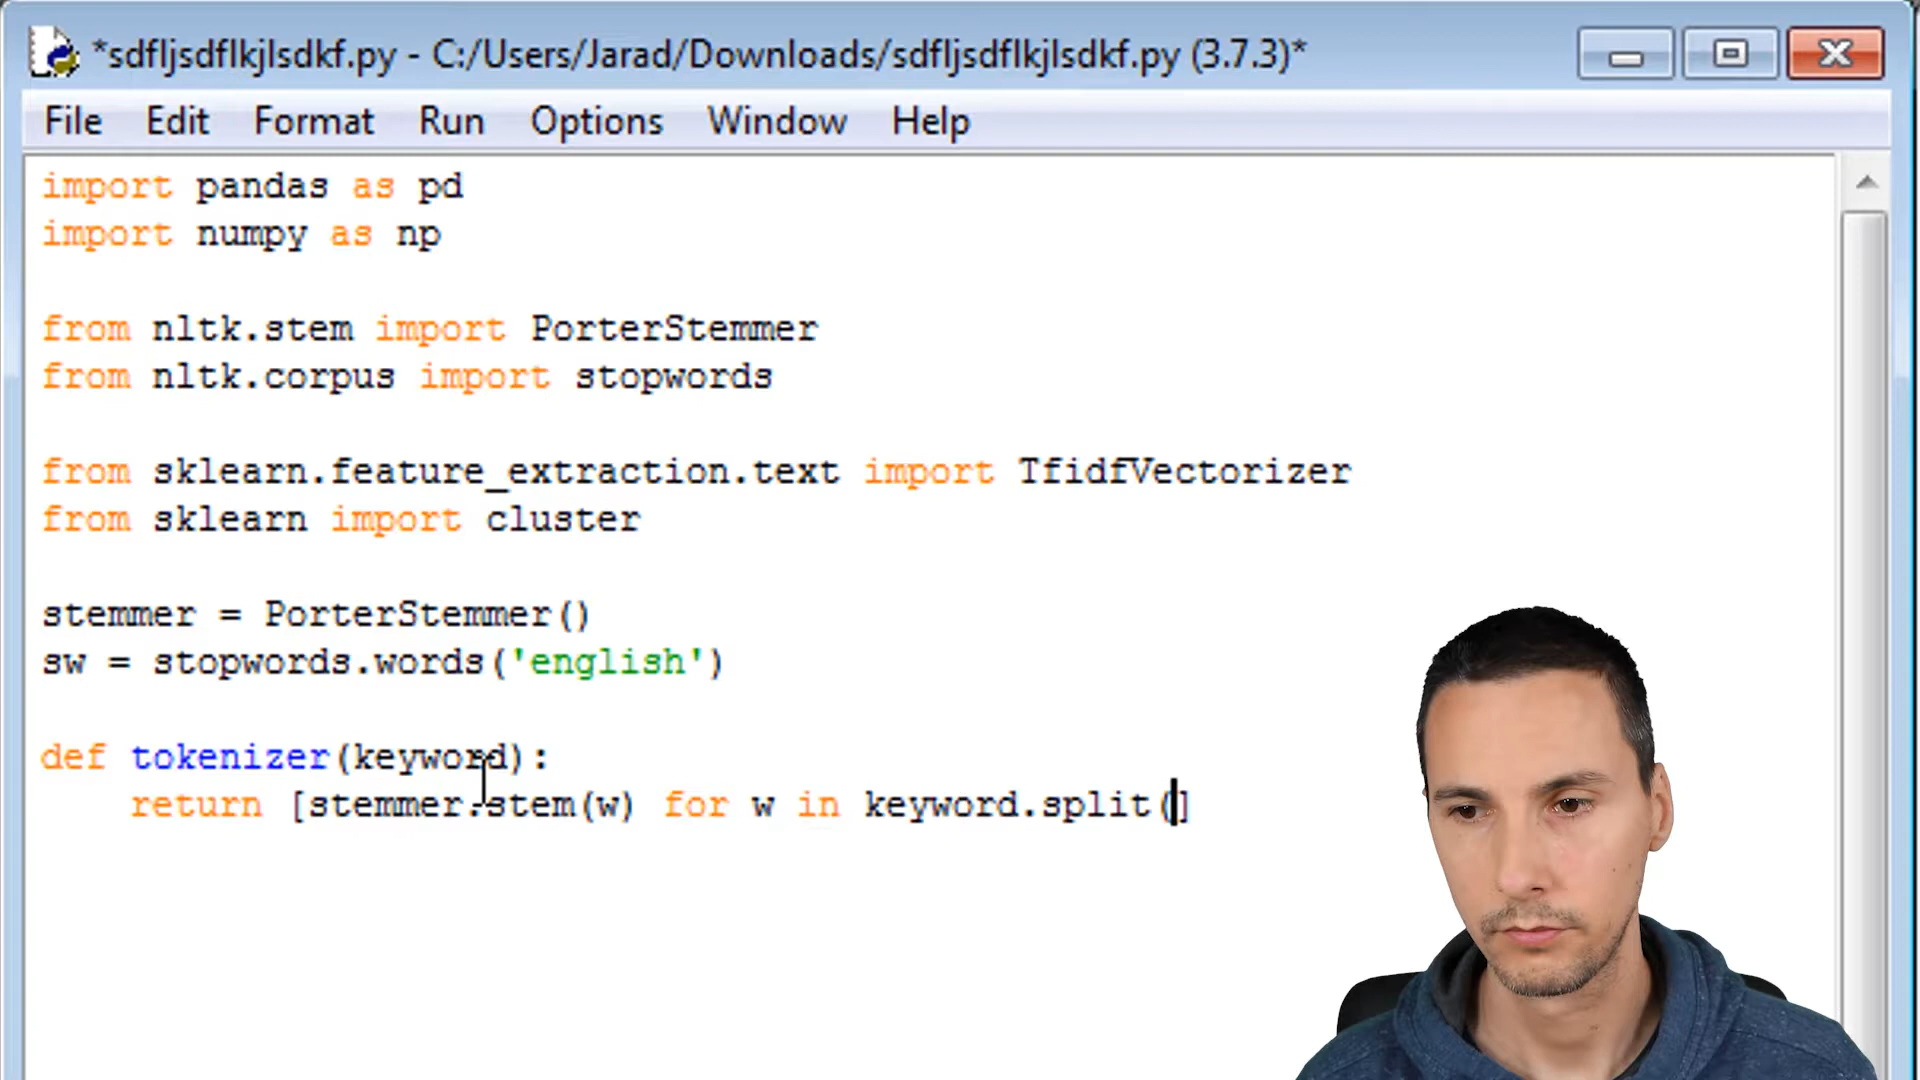 *sdfljsdflkjlsdkf.py - C:/Users/Jarad/Downloads/sdfljsdflkjlsdkf.py (3.7.3)*
File Edit Format Run Options Window Help
import pandas as pd
import numpy as np
from nltk.stem import PorterStemmer
from nltk.corpus import stopwords
from sklearn.feature_extraction.text import TfidfVectorizer
from sklearn import cluster
stemmer = PorterStemmer()
sw = stopwords.words('english')
def tokenizer(keyword):
    return [stemmer.stem(w) for w in keyword.split(]